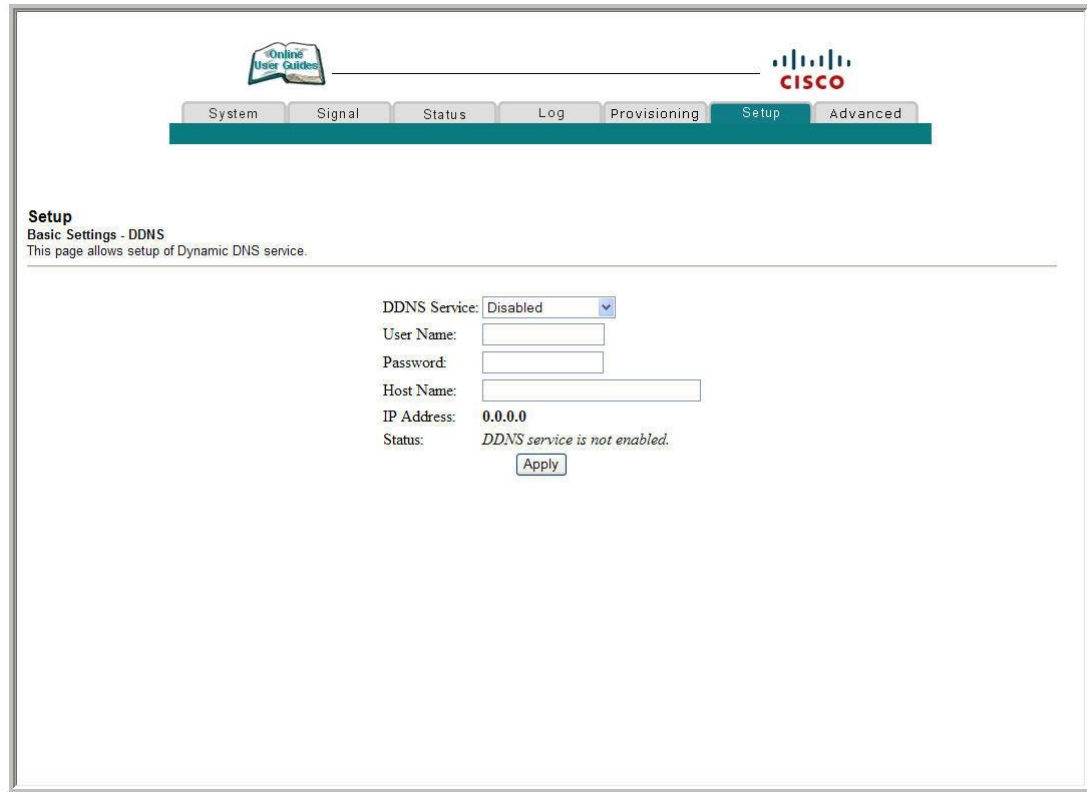 Online
User Guides
CISCO
System Signal Status Log Provisioning Setup Advanced
Setup
Basic Settings - DDNS
This page allows setup of Dynamic DNS service.
DDNS Service: Disabled
User Name:
Password:
Host Name:
IP Address: 0.0.0.0
Status: DDNS service is not enabled.
Apply